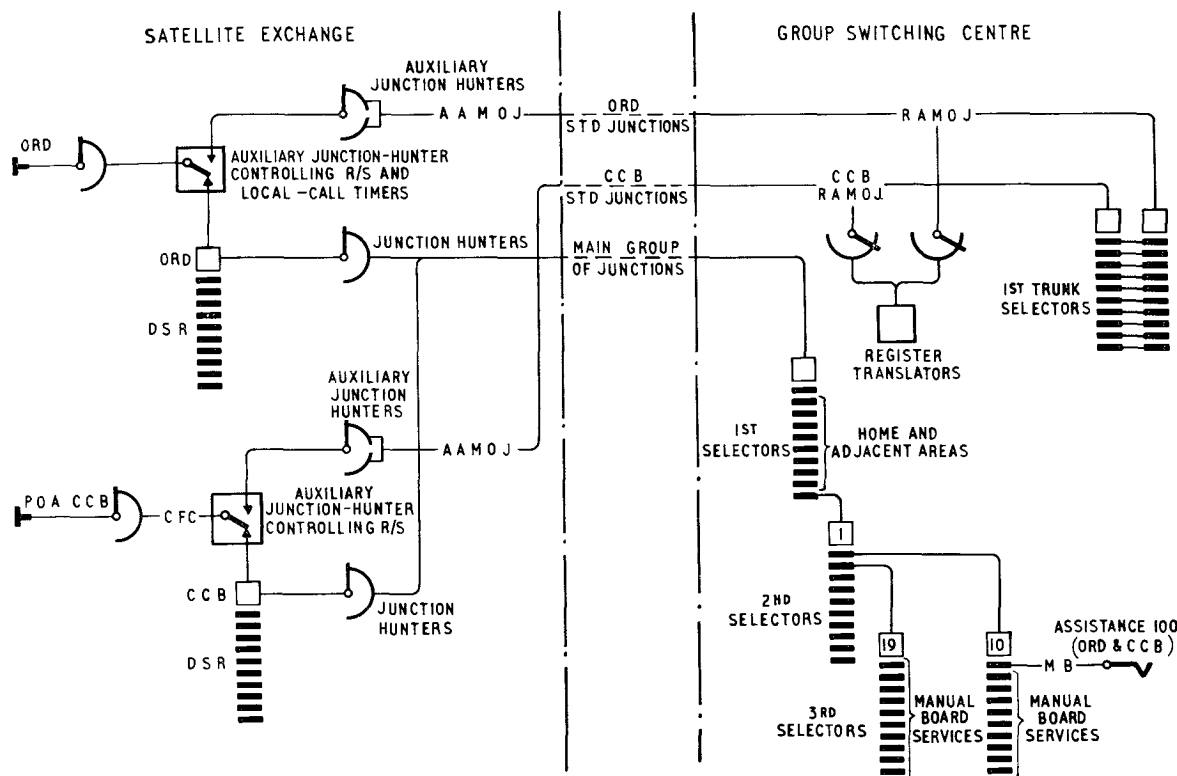 SATELLITE EXCHANGE
GROUP SWITCHING CENTRE
AUXILIARY
JUNCTION HUNTERS
AAMOJ
ORD
STD JUNCTIONS
RAMOJ
ORD
AUXILIARY JUNCTION-HUNTER
CONTROLLING R/S AND
LOCAL-CALL TIMERS
CCB
STD JUNCTIONS
CCB
RAMOJ
ORD
JUNCTION HUNTERS
MAIN GROUP
OF JUNCTIONS
DSR
1ST TRUNK
SELECTORS
REGISTER
TRANSLATORS
AUXILIARY
JUNCTION
HUNTERS
AAMOJ
1ST
SELECTORS
HOME AND
ADJACENT AREAS
POA CCB
CFC
AUXILIARY
JUNCTION-HUNTER
CONTROLLING R/S
1
CCB
JUNCTION
HUNTERS
DSR
2ND
SELECTORS
19
10
ASSISTANCE 100
(ORD & CCB)
MB
3RD
SELECTORS
MANUAL
BOARD
SERVICES
MANUAL
BOARD
SERVICES